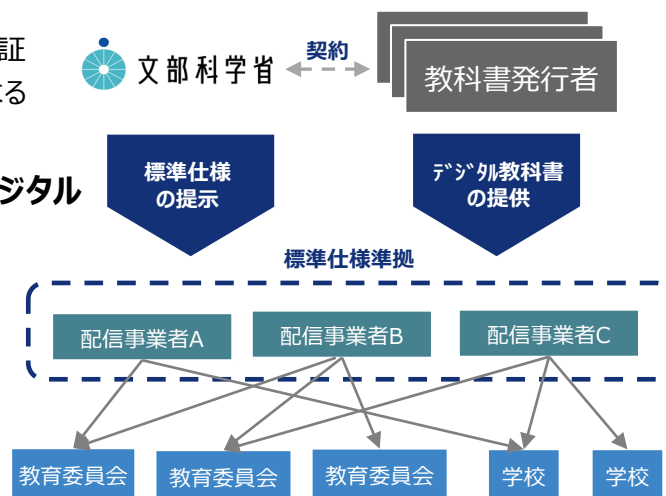 証
文部科学省
契約
教科書発行者
る
ジタル
標準仕様
の提示
ﾃﾞｼﾞﾀﾙ教科書
の提供
標準仕様準拠
配信事業者A
配信事業者B
配信事業者C
教育委員会
教育委員会
教育委員会
学校
学校